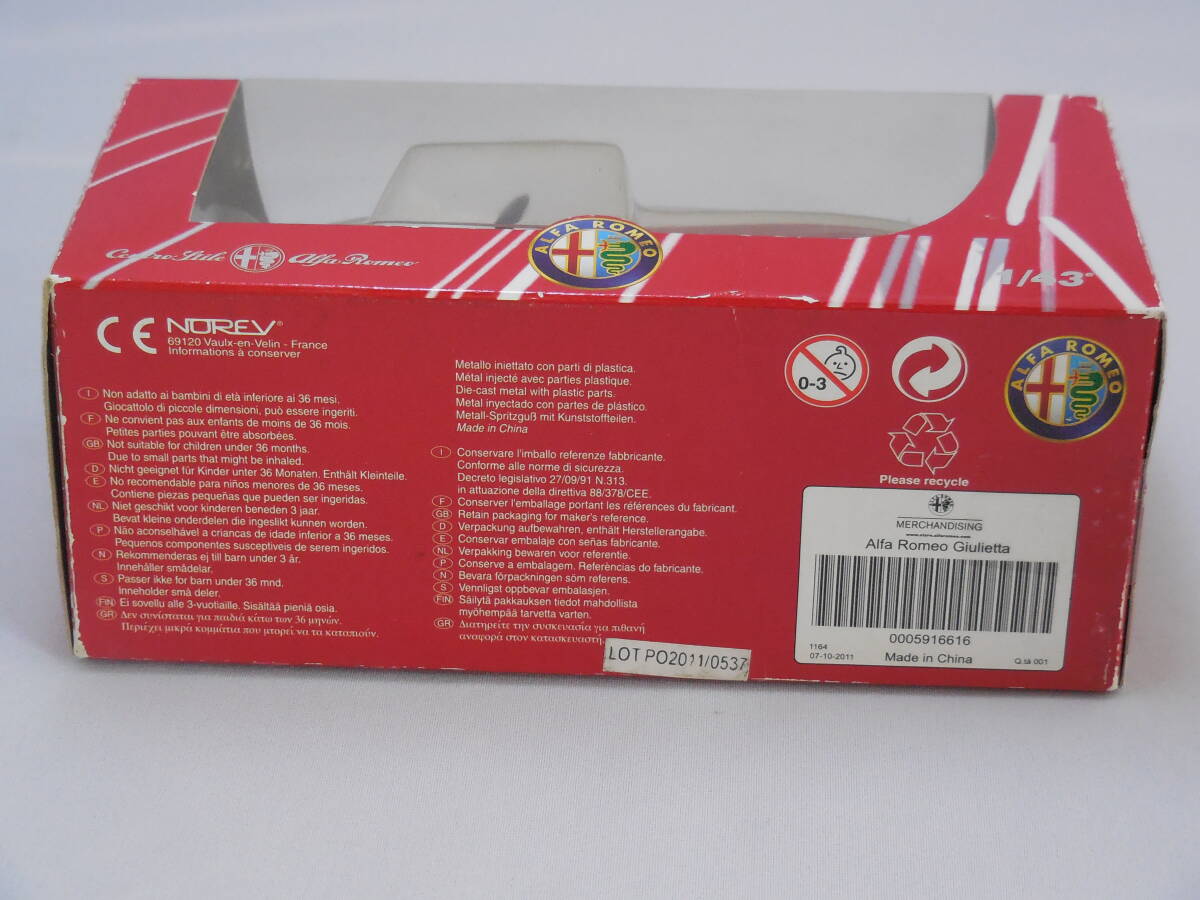 Centro Stile Alfa Romeo
ALFA ROMEO
1/43e
CE NOREV®
69120 Vaulx-en-Velin - France
Informations à conserver
I Non adatto ai bambini di età inferiore ai 36 mesi.
Giocattolo di piccole dimensioni, può essere ingeriti.
F Ne convient pas aux enfants de moins de 36 mois.
Petites parties pouvant être absorbées.
GB Not suitable for children under 36 months.
Due to small parts that might be inhaled.
D Nicht geeignet für Kinder unter 36 Monaten. Enthält Kleinteile.
E No recomendable para niños menores de 36 meses.
Contiene piezas pequeñas que pueden ser ingeridas.
NL Niet geschikt voor kinderen beneden 3 jaar.
Bevat kleine onderdelen die ingeslikt kunnen worden.
P Não aconselhável a criancas de idade inferior a 36 meses.
Pequenos componentes susceptiveis de serem ingeridos.
N Rekommenderas ej till barn under 3 år.
Innehåller smådelar.
S Passer ikke for barn under 36 mnd.
Inneholder små deler.
FIN Ei sovellu alle 3-vuotiaille. Sisältää pieniä osia.
GR Δεν συνίσταται για παιδιά κάτω των 36 μηνών.
Περιέχει μικρά κομμάτια που μπορεί να τα καταπιούν.
Metallo iniettato con parti di plastica.
Métal injecté avec parties plastique.
Die-cast metal with plastic parts.
Metal inyectado con partes de plástico.
Metall-Spritzguß mit Kunststoffteilen.
Made in China
I Conservare l'imballo referenze fabbricante.
Conforme alle norme di sicurezza.
Decreto legislativo 27/09/91 N.313.
in attuazione della direttiva 88/378/CEE.
F Conserver l'emballage portant les références du fabricant.
GB Retain packaging for maker's reference.
D Verpackung aufbewahren, enthält Herstellerangabe.
E Conservar embalaje con señas fabricante.
NL Verpakking bewaren voor referentie.
P Conserve a embalagem. Referências do fabricante.
N Bevara förpackningen söm referens.
S Vennligst oppbevar embalasjen.
FIN Säilytä pakkauksen tiedot mahdollista
myöhempää tarvetta varten.
GR Διατηρείτε την συσκευασία για πιθανή
αναφορά στον κατασκευαστή.
LOT PO2011/0537
0-3
ALFA ROMEO
Please recycle
MERCHANDISING
www.store.alfaromeo.com
Alfa Romeo Giulietta
0005916616
1164
07-10-2011
Made in China
Q.tà 001